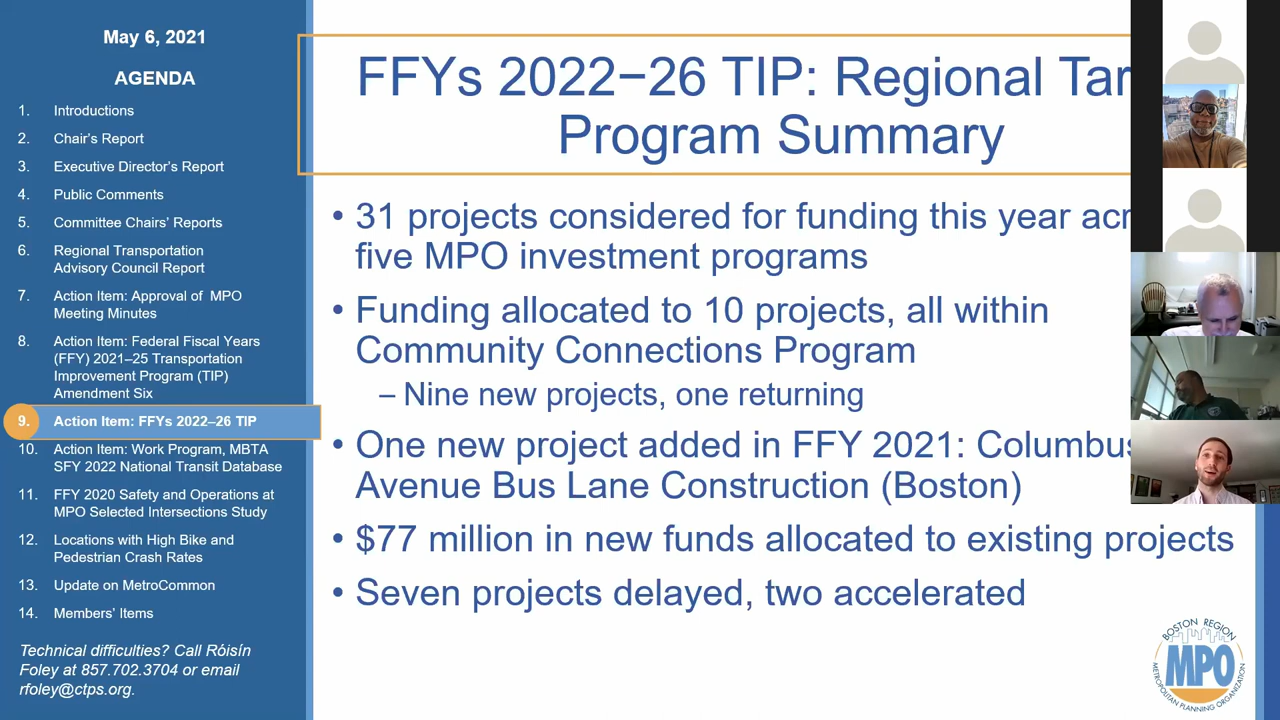 May 6, 2021
AGENDA
1. Introductions
2. Chair's Report
3. Executive Director's Report
4. Public Comments
5. Committee Chairs' Reports
6. Regional Transportation
Advisory Council Report
7. Action Item: Approval of MPO
Meeting Minutes
8. Action Item: Federal Fiscal Years
(FFY) 2021–25 Transportation
Improvement Program (TIP)
Amendment Six
9. Action Item: FFYs 2022–26 TIP
10. Action Item: Work Program, MBTA
SFY 2022 National Transit Database
11. FFY 2020 Safety and Operations at
MPO Selected Intersections Study
12. Locations with High Bike and
Pedestrian Crash Rates
13. Update on MetroCommon
14. Members' Items
Technical difficulties? Call Róisín
Foley at 857.702.3704 or email
rfoley@ctps.org.
FFYs 2022−26 TIP: Regional Tar
Program Summary
• 31 projects considered for funding this year acr
five MPO investment programs
• Funding allocated to 10 projects, all within
Community Connections Program
– Nine new projects, one returning
• One new project added in FFY 2021: Columbus
Avenue Bus Lane Construction (Boston)
• $77 million in new funds allocated to existing projects
• Seven projects delayed, two accelerated
BOSTON REGION
MPO
METROPOLITAN PLANNING ORGANIZATION